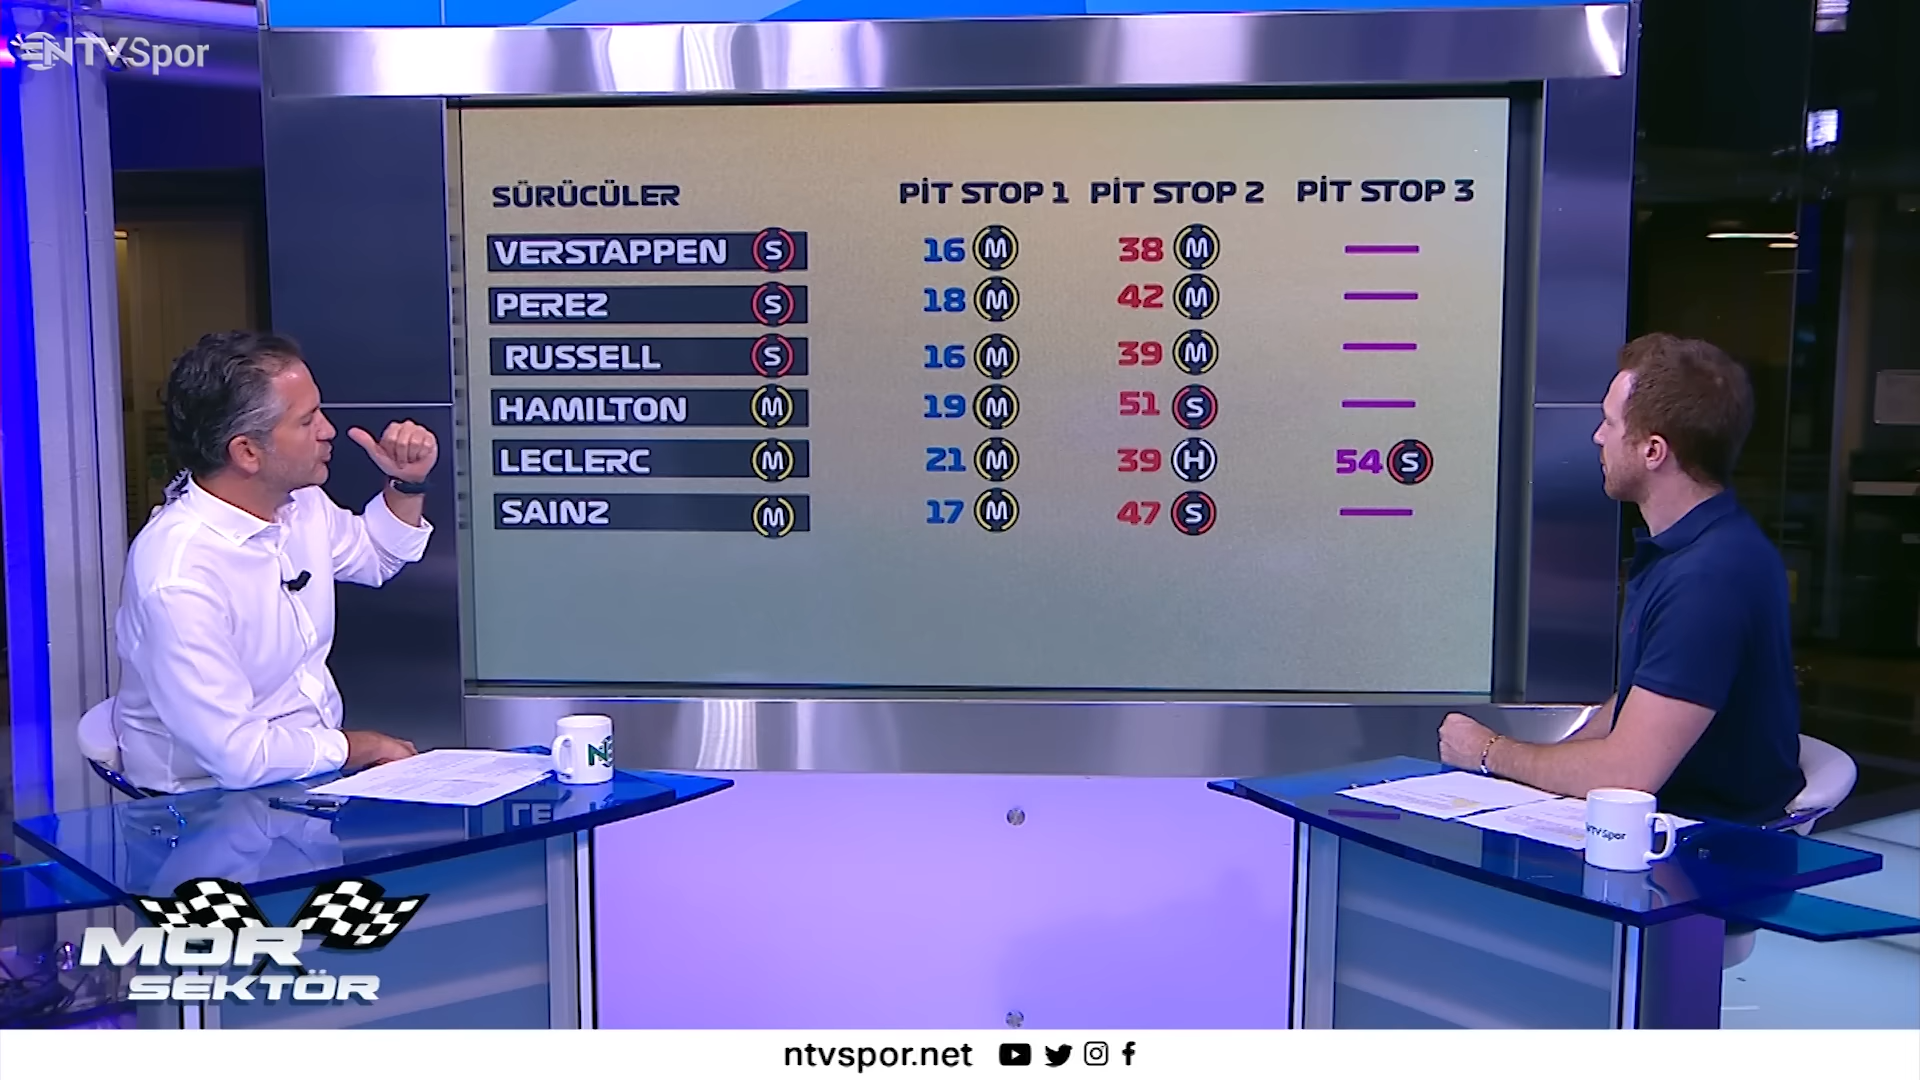 NTVSpor
SÜRÜCÜLER PİT STOP 1 PİT STOP 2 PİT STOP 3
VERSTAPPEN S 16 M 38 M
PEREZ S 18 M 42 M
RUSSELL S 16 M 39 M
HAMILTON M 19 M 51 S
LECLERC M 21 M 39 H 54 S
SAINZ M 17 M 47 S
NTVSpor
MOR
SEKTÖR
ntvspor.net